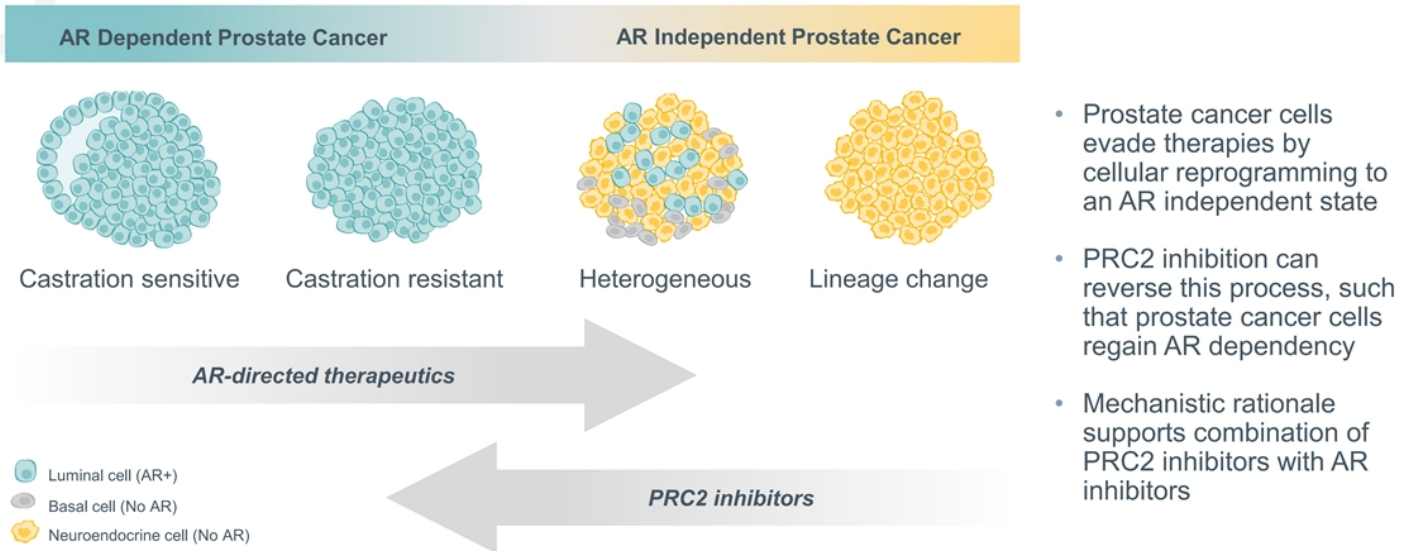 AR Dependent Prostate Cancer
AR Independent Prostate Cancer
Castration sensitive
Castration resistant
Heterogeneous
Lineage change
AR-directed therapeutics
PRC2 inhibitors
Luminal cell (AR+)
Basal cell (No AR)
Neuroendocrine cell (No AR)
• Prostate cancer cells
evade therapies by
cellular reprogramming to
an AR independent state
• PRC2 inhibition can
reverse this process, such
that prostate cancer cells
regain AR dependency
• Mechanistic rationale
supports combination of
PRC2 inhibitors with AR
inhibitors